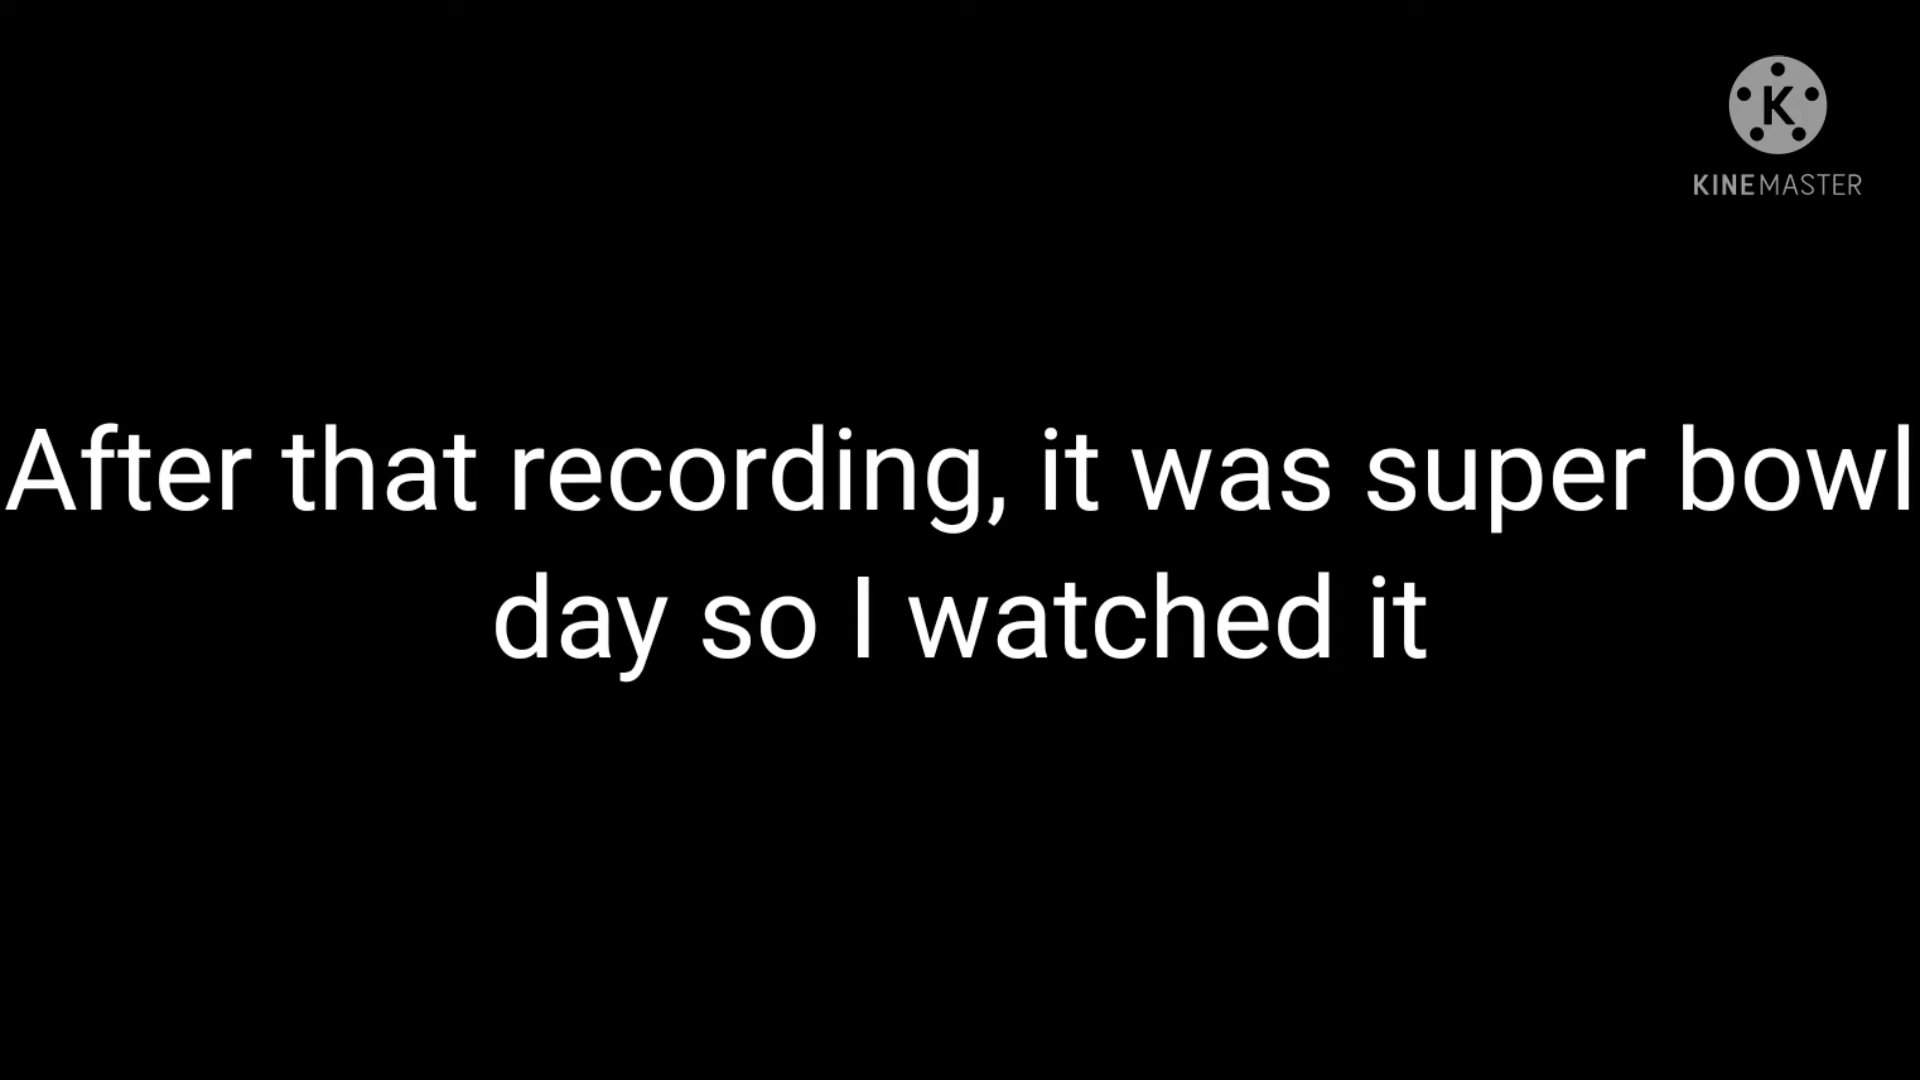 K
KINEMASTER
After that recording, it was super bowl
day so I watched it